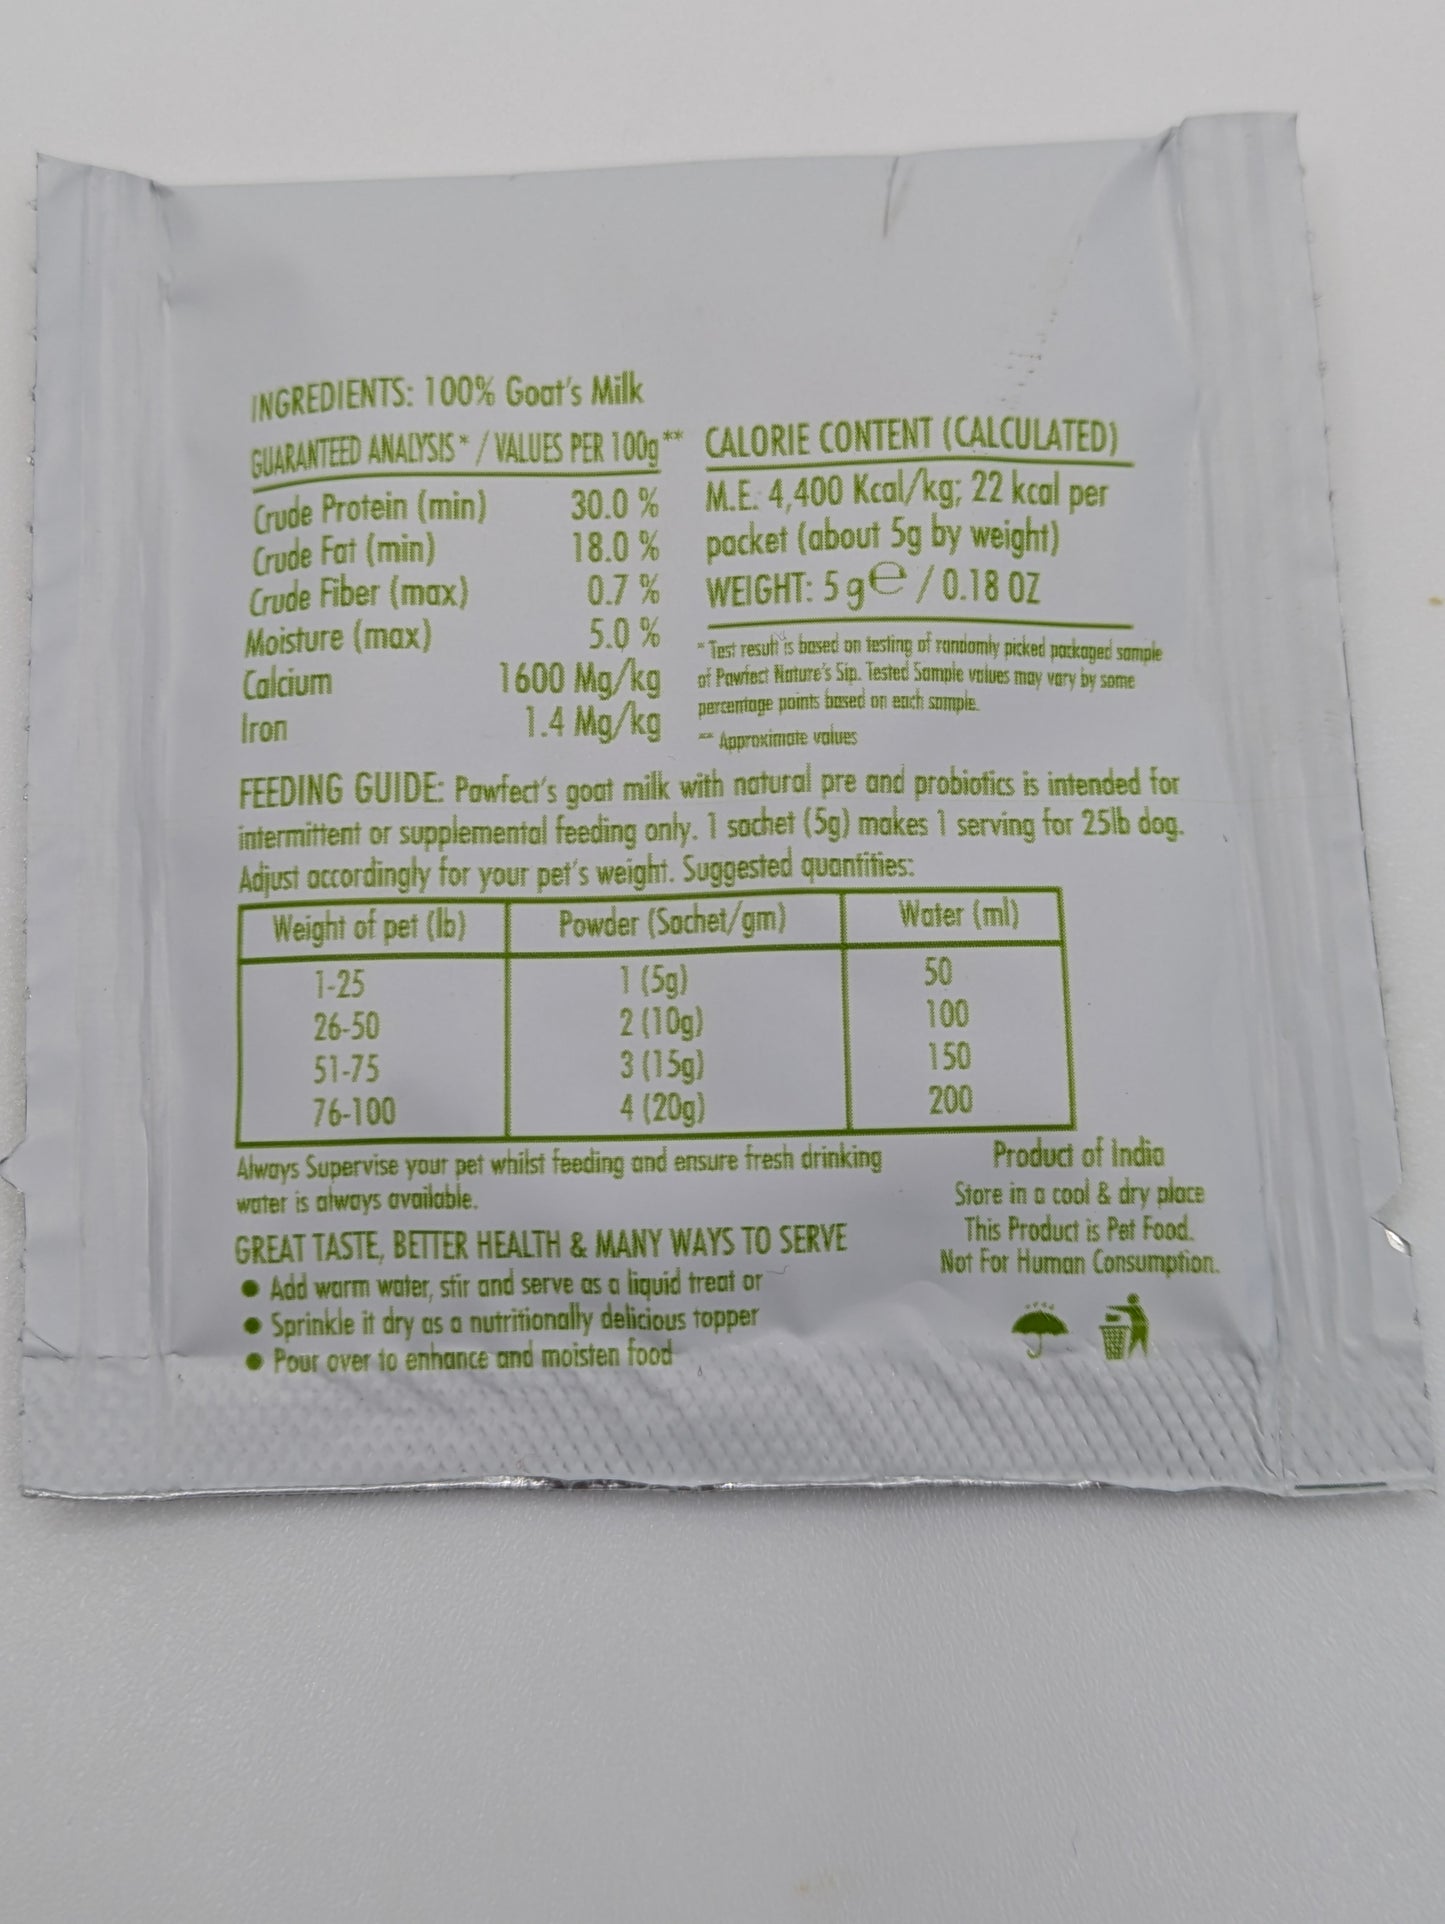 INGREDIENTS: 100% Goat's Milk
GUARANTEED ANALYSIS* / VALUES PER 100g**
Crude Protein (min) 30.0 %
Crude Fat (min) 18.0 %
Crude Fiber (max) 0.7 %
Moisture (max) 5.0 %
Calcium 1600 Mg/kg
Iron 1.4 Mg/kg
CALORIE CONTENT (CALCULATED)
M.E. 4,400 Kcal/kg; 22 kcal per
packet (about 5g by weight)
WEIGHT: 5 g℮ / 0.18 OZ
* Test result is based on testing of randomly picked packaged sample
of Pawfect Nature's Sip. Tested Sample values may vary by some
percentage points based on each sample.
** Approximate values
FEEDING GUIDE: Pawfect's goat milk with natural pre and probiotics is intended for
intermittent or supplemental feeding only. 1 sachet (5g) makes 1 serving for 25lb dog.
Adjust accordingly for your pet's weight. Suggested quantities:
Weight of pet (lb) Powder (Sachet/gm) Water (ml)
1-25 1 (5g) 50
26-50 2 (10g) 100
51-75 3 (15g) 150
76-100 4 (20g) 200
Always Supervise your pet whilst feeding and ensure fresh drinking
water is always available.
GREAT TASTE, BETTER HEALTH & MANY WAYS TO SERVE
● Add warm water, stir and serve as a liquid treat or
● Sprinkle it dry as a nutritionally delicious topper
● Pour over to enhance and moisten food
Product of India
Store in a cool & dry place
This Product is Pet Food.
Not For Human Consumption.